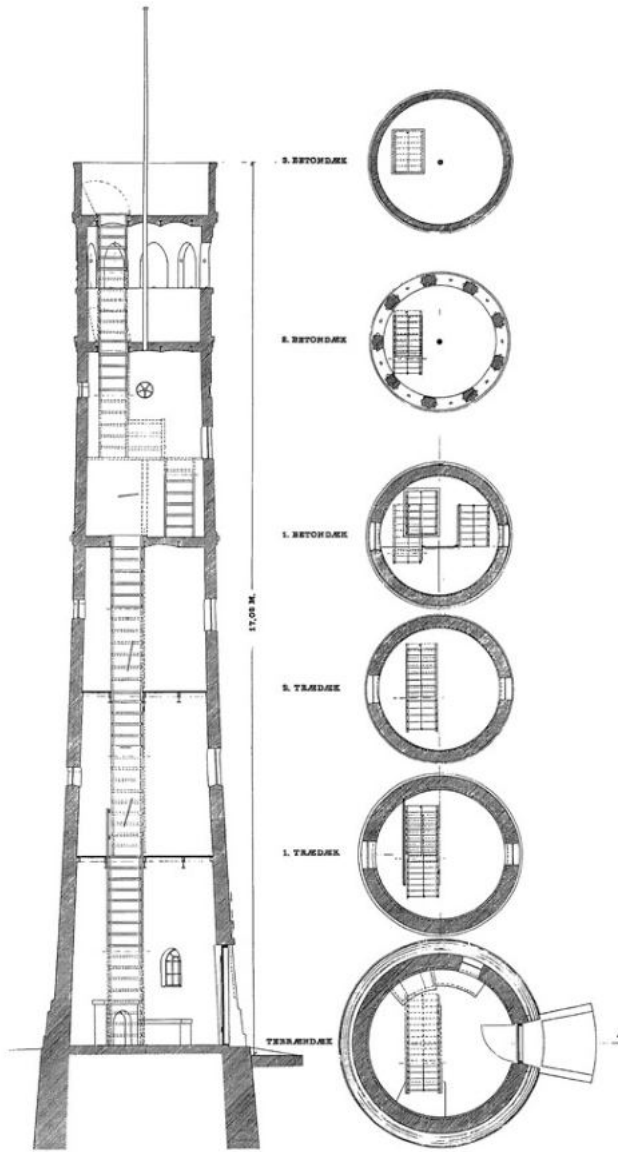 3. BETONDÆK
2. BETONDÆK
1. BETONDÆK
17,08 M.
2. TRÆDÆK
1. TRÆDÆK
TERRÆNDÆK